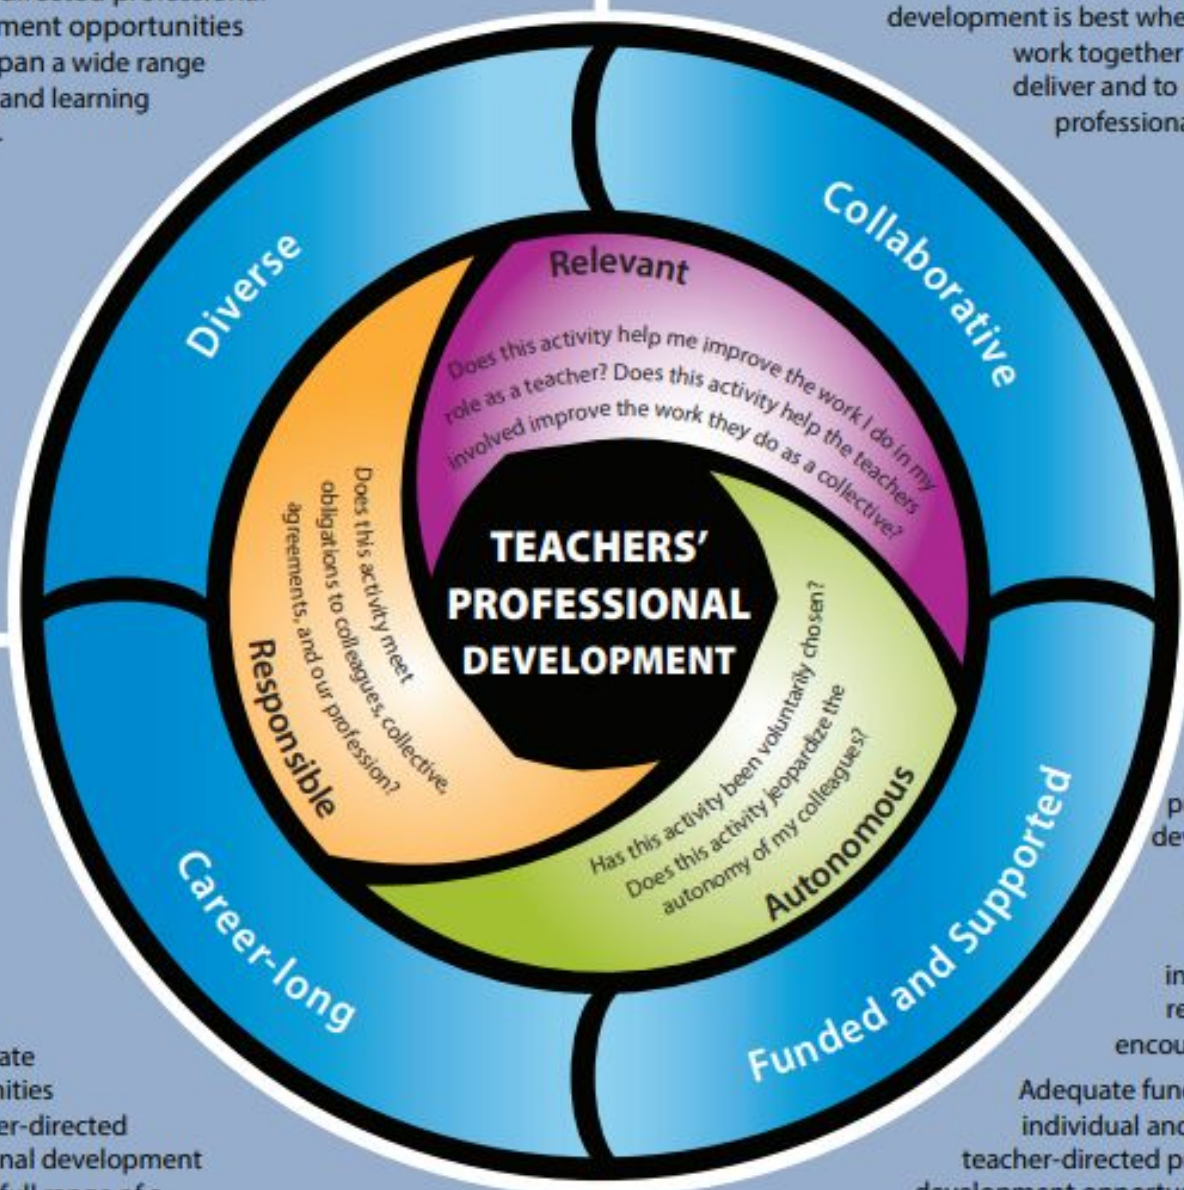 ment opportunities
pan a wide range
and learning
development is best
work together
deliver and to
Diverse
Collaborative
Relevant
Does this activity help me improve the work I do in my
role as a teacher? Does this activity help the teachers
involved improve the work they do as a collective?
TEACHERS'
PROFESSIONAL
DEVELOPMENT
Does this activity meet
obligations to colleagues, collective,
agreements, and our profession?
Responsible
Has this activity been voluntarily chosen?
Does this activity jeopardize the
autonomy of my colleagues?
Autonomous
Career-long
Funded and Supported
ate
nities
er-directed
nal development
encou
Adequate fun
individual and
teacher-directed p